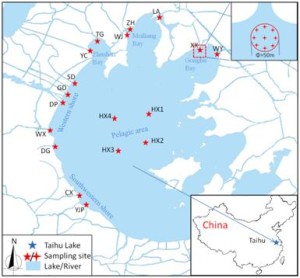 LA
ZH
TG
WJ
Meiliang
Bay
YC
Zhushan
Bay
XK
WY
Gonghu
Bay
Φ=50m
SD
GD
DP
HX4
HX1
Western shore
Pelagic area
WX
DG
HX3
HX2
Southwestern shore
CX
YJP
N
Taihu Lake
Sampling site
Lake/River
China
Taihu